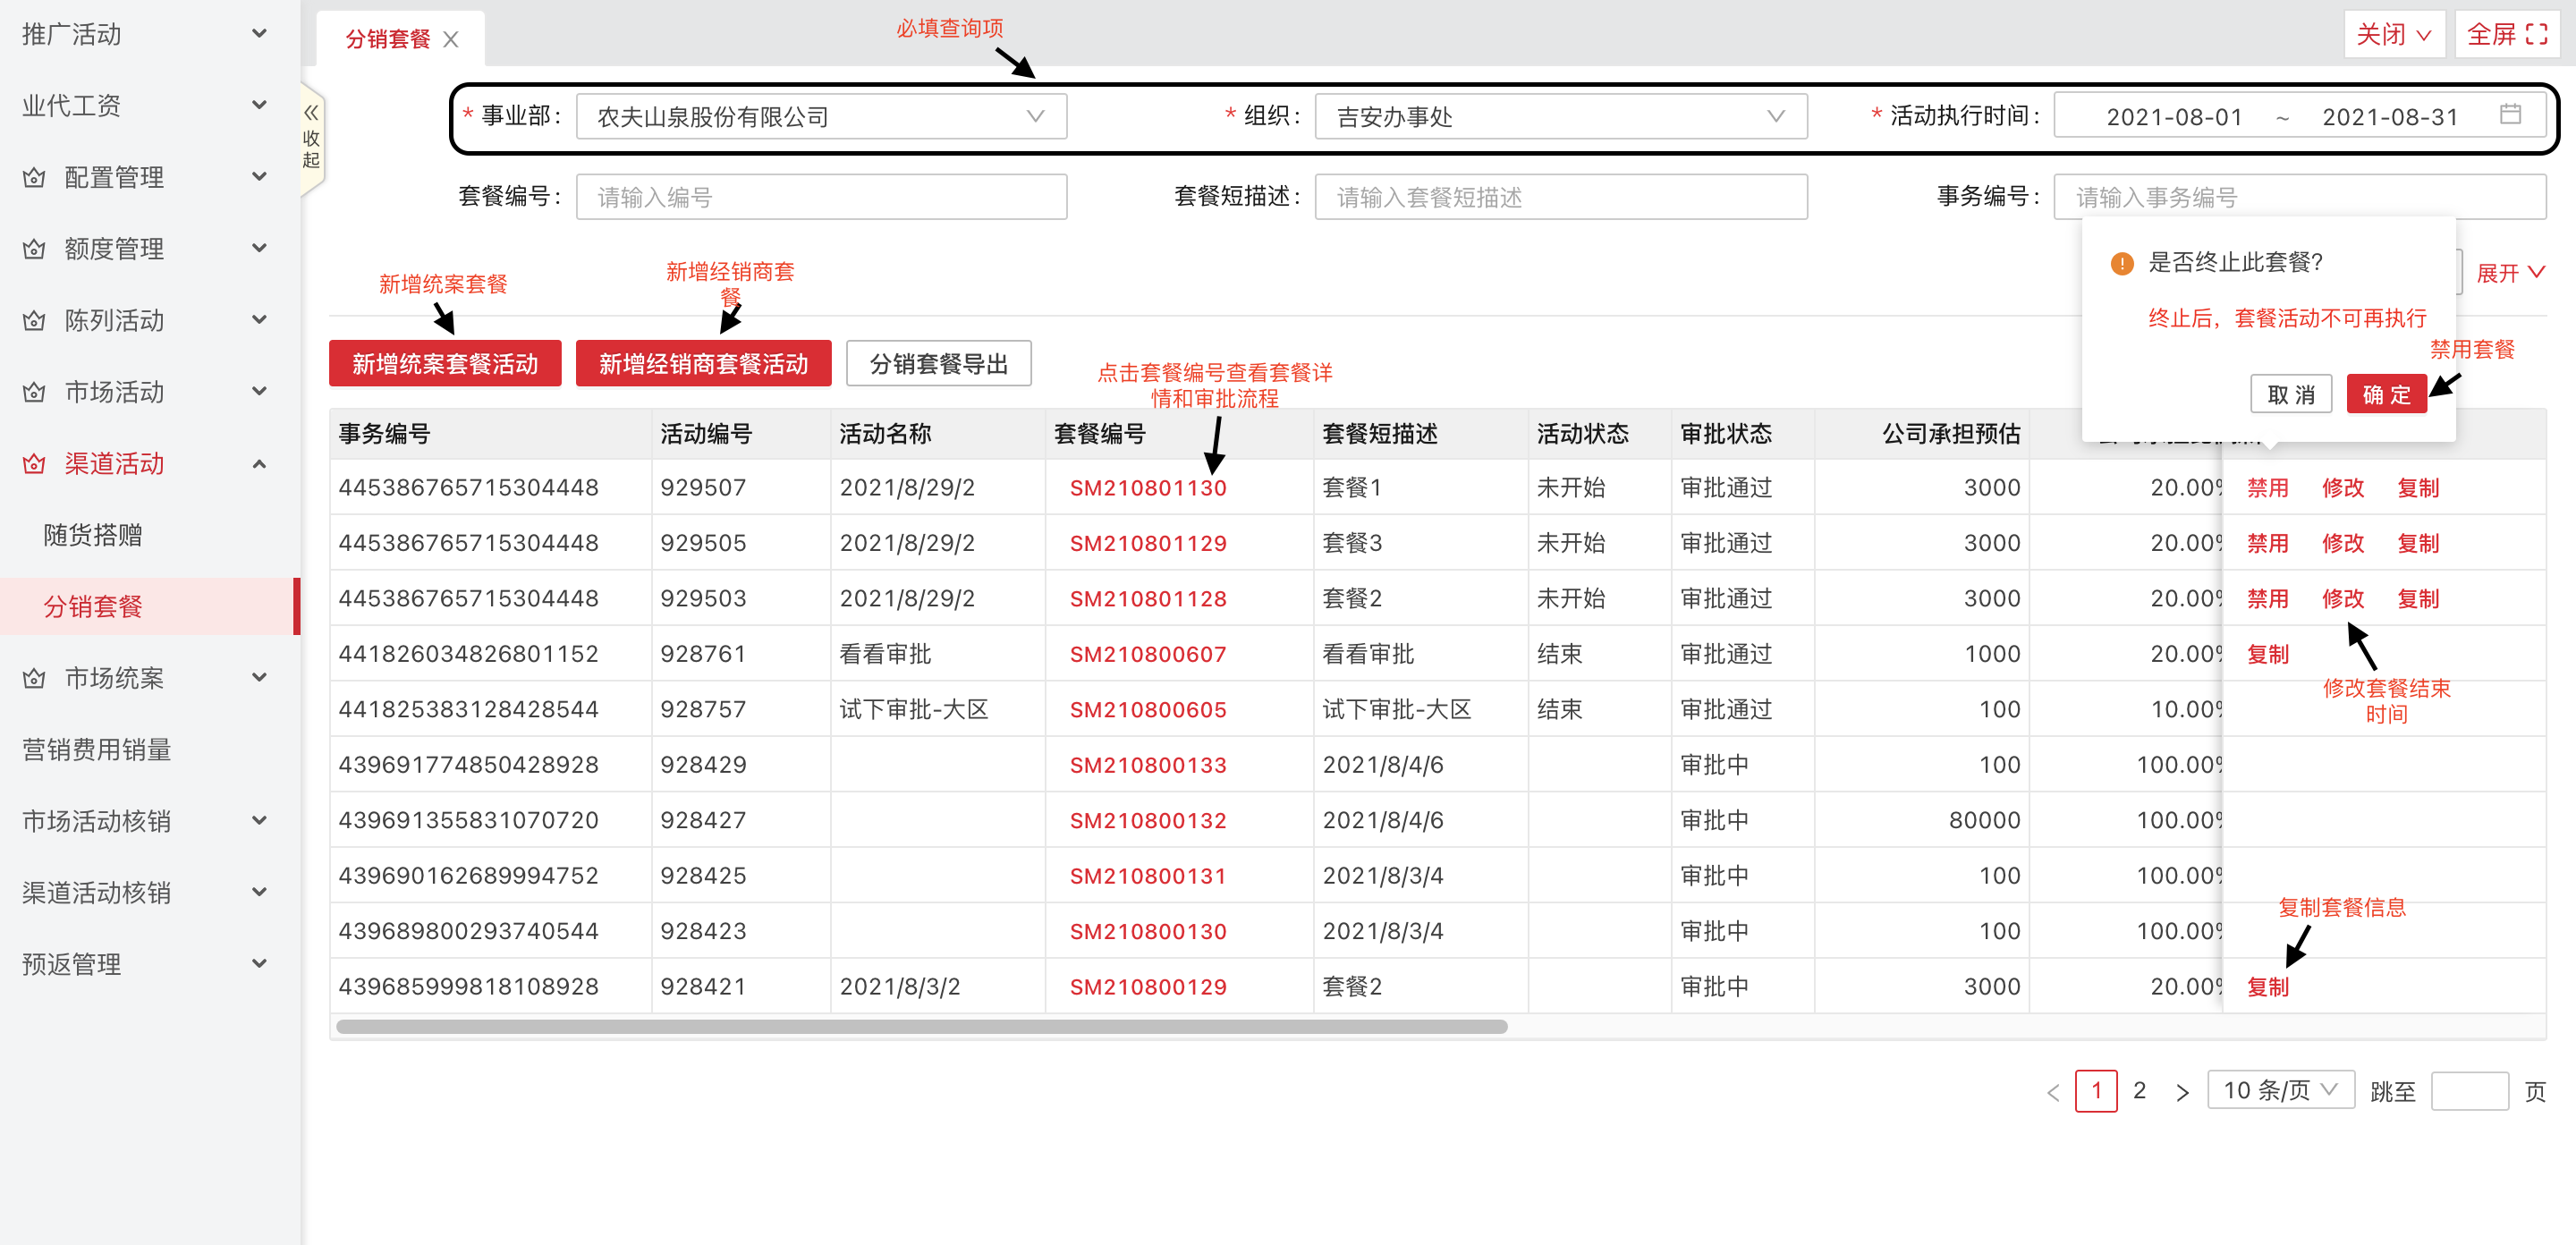 推广活动
业代工资
配置管理
额度管理
陈列活动
市场活动
渠道活动
随货搭赠
分销套餐
市场统案
营销费用销量
市场活动核销
渠道活动核销
预返管理
收起
分销套餐
必填查询项
关闭 全屏
* 事业部: 农夫山泉股份有限公司 * 组织: 吉安办事处 * 活动执行时间: 2021-08-01 ~ 2021-08-31
套餐编号: 请输入编号 套餐短描述: 请输入套餐短描述 事务编号: 请输入事务编号
展开
是否终止此套餐?
终止后，套餐活动不可再执行
取消 确定
禁用套餐
新增统案套餐
新增经销商套
餐
新增统案套餐活动 新增经销商套餐活动 分销套餐导出
点击套餐编号查看套餐详
情和审批流程
事务编号 活动编号 活动名称 套餐编号 套餐短描述 活动状态 审批状态 公司承担预估
445386765715304448 929507 2021/8/29/2 SM210801130 套餐1 未开始 审批通过 3000 20.00% 禁用 修改 复制
445386765715304448 929505 2021/8/29/2 SM210801129 套餐3 未开始 审批通过 3000 20.00% 禁用 修改 复制
445386765715304448 929503 2021/8/29/2 SM210801128 套餐2 未开始 审批通过 3000 20.00% 禁用 修改 复制
441826034826801152 928761 看看审批 SM210800607 看看审批 结束 审批通过 1000 20.00% 复制
441825383128428544 928757 试下审批-大区 SM210800605 试下审批-大区 结束 审批通过 100 10.00%
439691774850428928 928429 SM210800133 2021/8/4/6 审批中 100 100.00%
439691355831070720 928427 SM210800132 2021/8/4/6 审批中 80000 100.00%
439690162689994752 928425 SM210800131 2021/8/3/4 审批中 100 100.00%
439689800293740544 928423 SM210800130 2021/8/3/4 审批中 100 100.00%
439685999818108928 928421 2021/8/3/2 SM210800129 套餐2 审批中 3000 20.00% 复制
修改套餐结束
时间
复制套餐信息
1 2 10 条/页 跳至 页